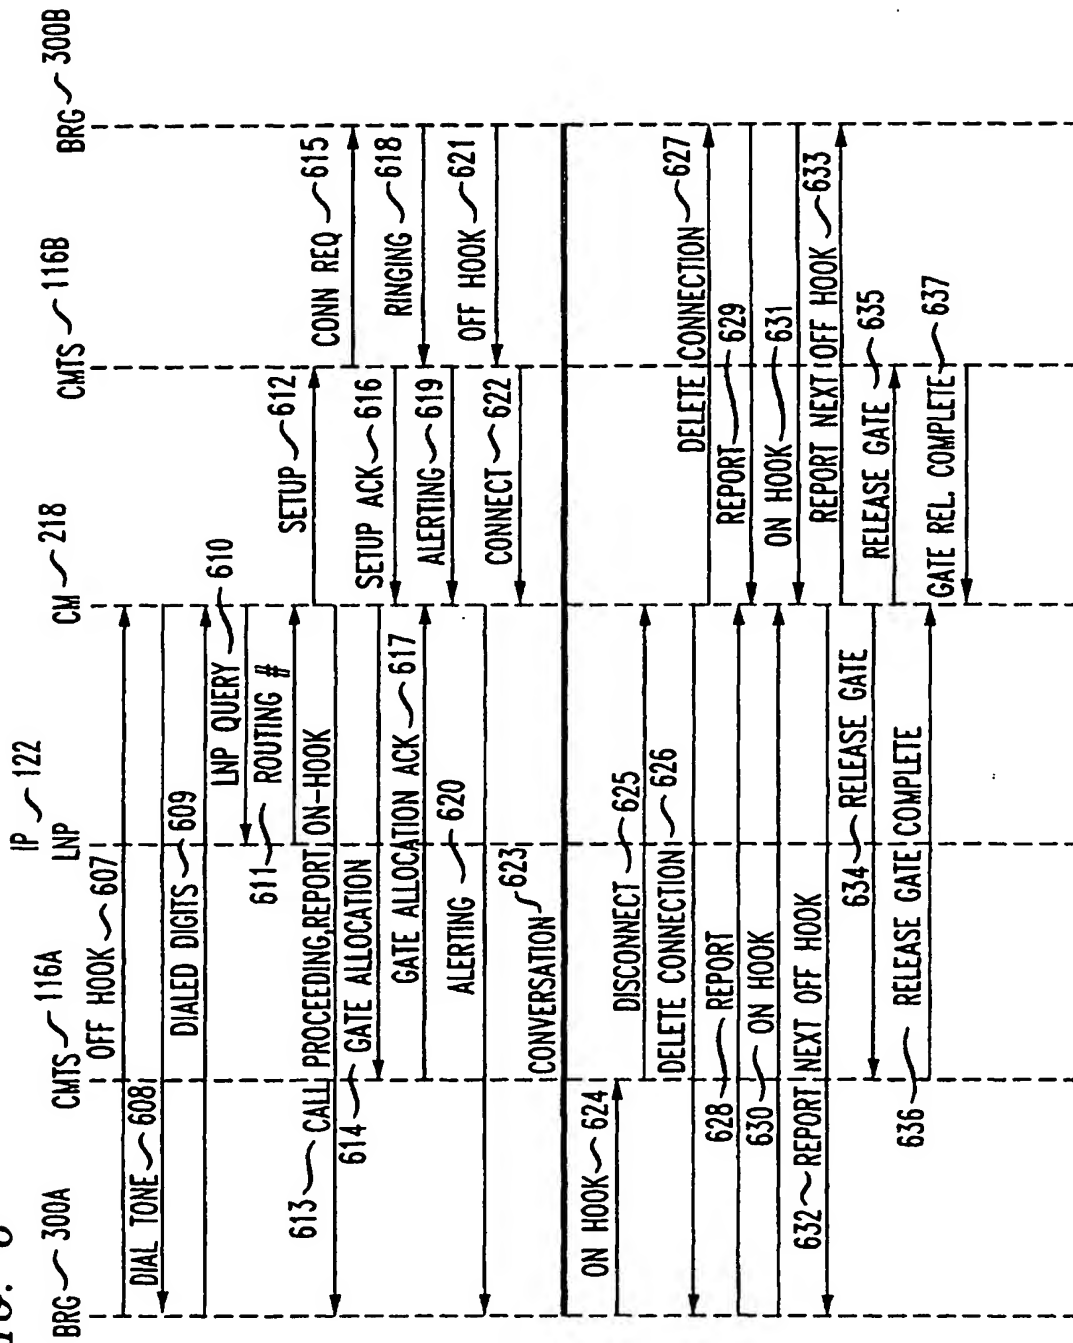 FIG. 6
BRG 300A
CMTS 116A
IP 122
LNP
CM 218
CMTS 116B
BRG 300B
OFF HOOK 607
DIAL TONE 608
DIALED DIGITS 609
LNP QUERY 610
611 ROUTING #
SETUP 612
613 CALL PROCEEDING,REPORT ON-HOOK
CONN REQ 615
614 GATE ALLOCATION
SETUP ACK 616
GATE ALLOCATION ACK 617
RINGING 618
ALERTING 619
ALERTING 620
OFF HOOK 621
CONNECT 622
CONVERSATION 623
ON HOOK 624
DISCONNECT 625
DELETE CONNECTION 626
DELETE CONNECTION 627
628 REPORT
REPORT 629
630 ON HOOK
ON HOOK 631
632 REPORT NEXT OFF HOOK
REPORT NEXT OFF HOOK 633
634 RELEASE GATE
RELEASE GATE 635
636 RELEASE GATE COMPLETE
GATE REL. COMPLETE 637